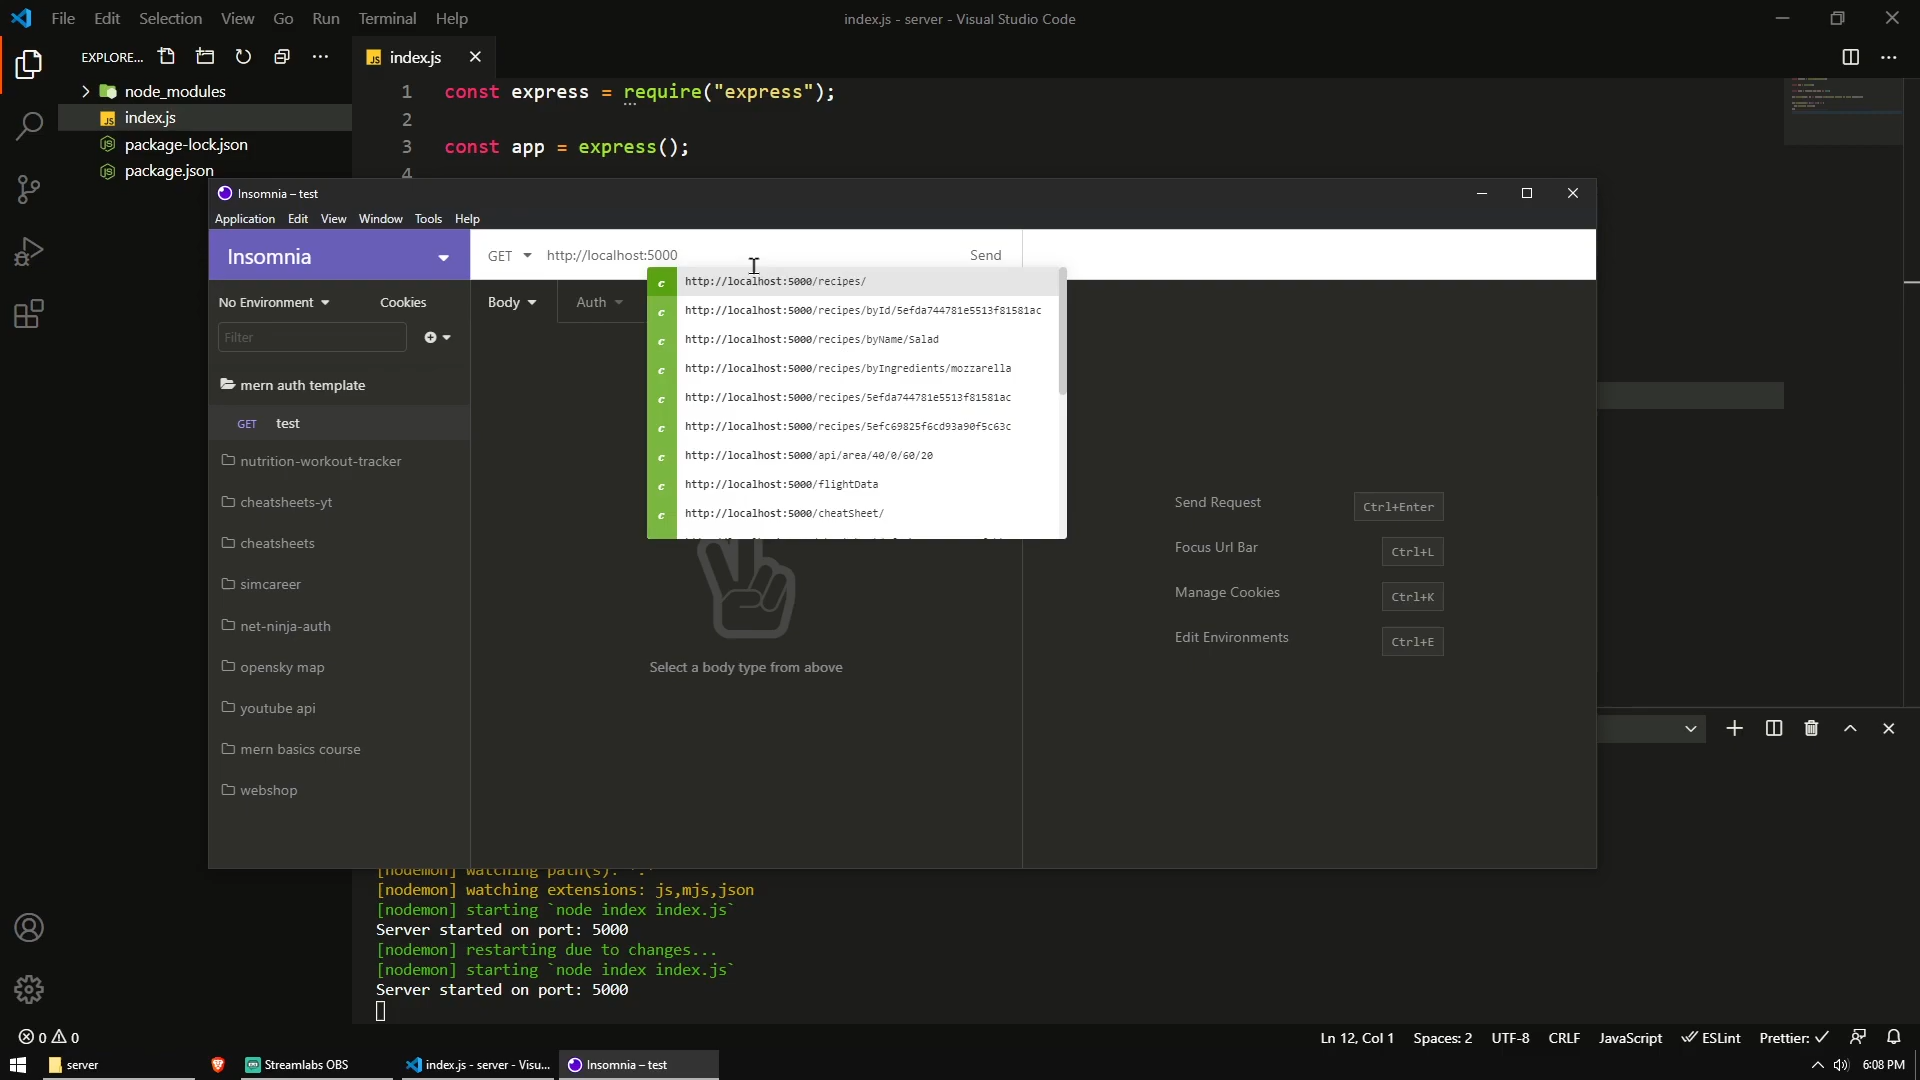 File Edit Selection View Go Run Terminal Help
index.js - server - Visual Studio Code
EXPLORE...
index.js
node_modules
index.js
package-lock.json
package.json
1 const express = require("express");
2
3 const app = express();
4
Insomnia – test
Application Edit View Window Tools Help
Insomnia
GET http://localhost:5000 Send
No Environment Cookies
Body Auth
Filter
mern auth template
GET test
nutrition-workout-tracker
cheatsheets-yt
cheatsheets
simcareer
net-ninja-auth
opensky map
youtube api
mern basics course
webshop
c http://localhost:5000/recipes/
c http://localhost:5000/recipes/byId/5efda744781e5513f81581ac
c http://localhost:5000/recipes/byName/Salad
c http://localhost:5000/recipes/byIngredients/mozzarella
c http://localhost:5000/recipes/5efda744781e5513f81581ac
c http://localhost:5000/recipes/5efc69825f6cd93a90f5c63c
c http://localhost:5000/api/area/40/0/60/20
c http://localhost:5000/flightData
c http://localhost:5000/cheatSheet/
Select a body type from above
Send Request Ctrl+Enter
Focus Url Bar Ctrl+L
Manage Cookies Ctrl+K
Edit Environments Ctrl+E
[nodemon] watching path(s): *.*
[nodemon] watching extensions: js,mjs,json
[nodemon] starting `node index index.js`
Server started on port: 5000
[nodemon] restarting due to changes...
[nodemon] starting `node index index.js`
Server started on port: 5000
0 0
Ln 12, Col 1 Spaces: 2 UTF-8 CRLF JavaScript ESLint Prettier:
server
Streamlabs OBS
index.js - server - Visu...
Insomnia – test
6:08 PM